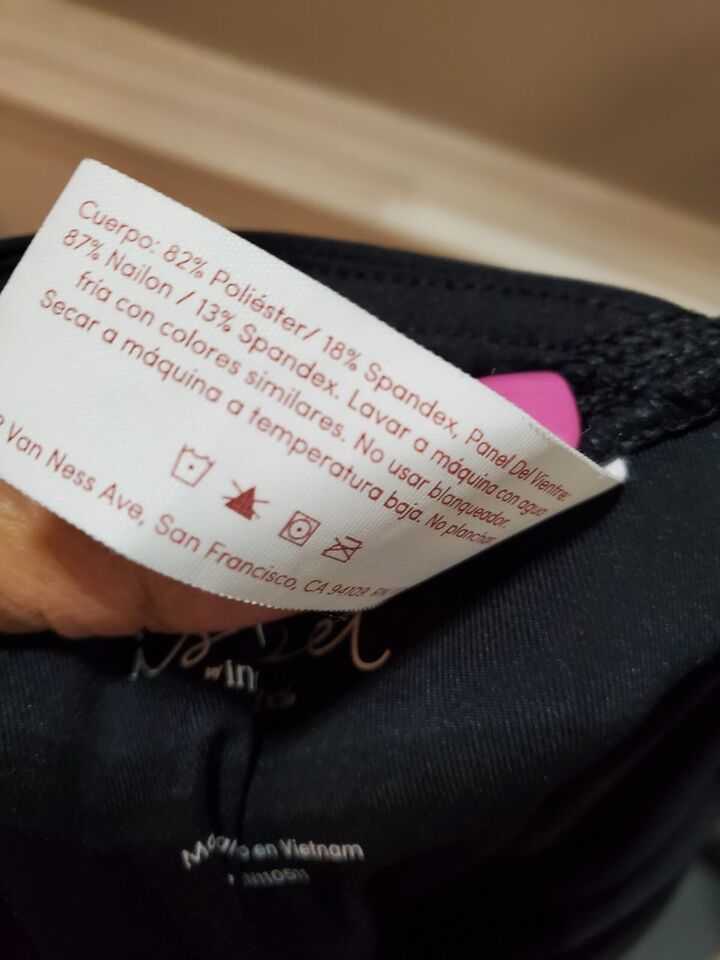 Cuerpo: 82% Poliéster/ 18% Spandex, Panel Del Vientre:
87% Nailon / 13% Spandex. Lavar a máquina con agua
fría con colores similares. No usar blanqueador.
Secar a máquina a temperatura baja. No planchar.
Van Ness Ave, San Francisco, CA 94109. RN
en Vietnam